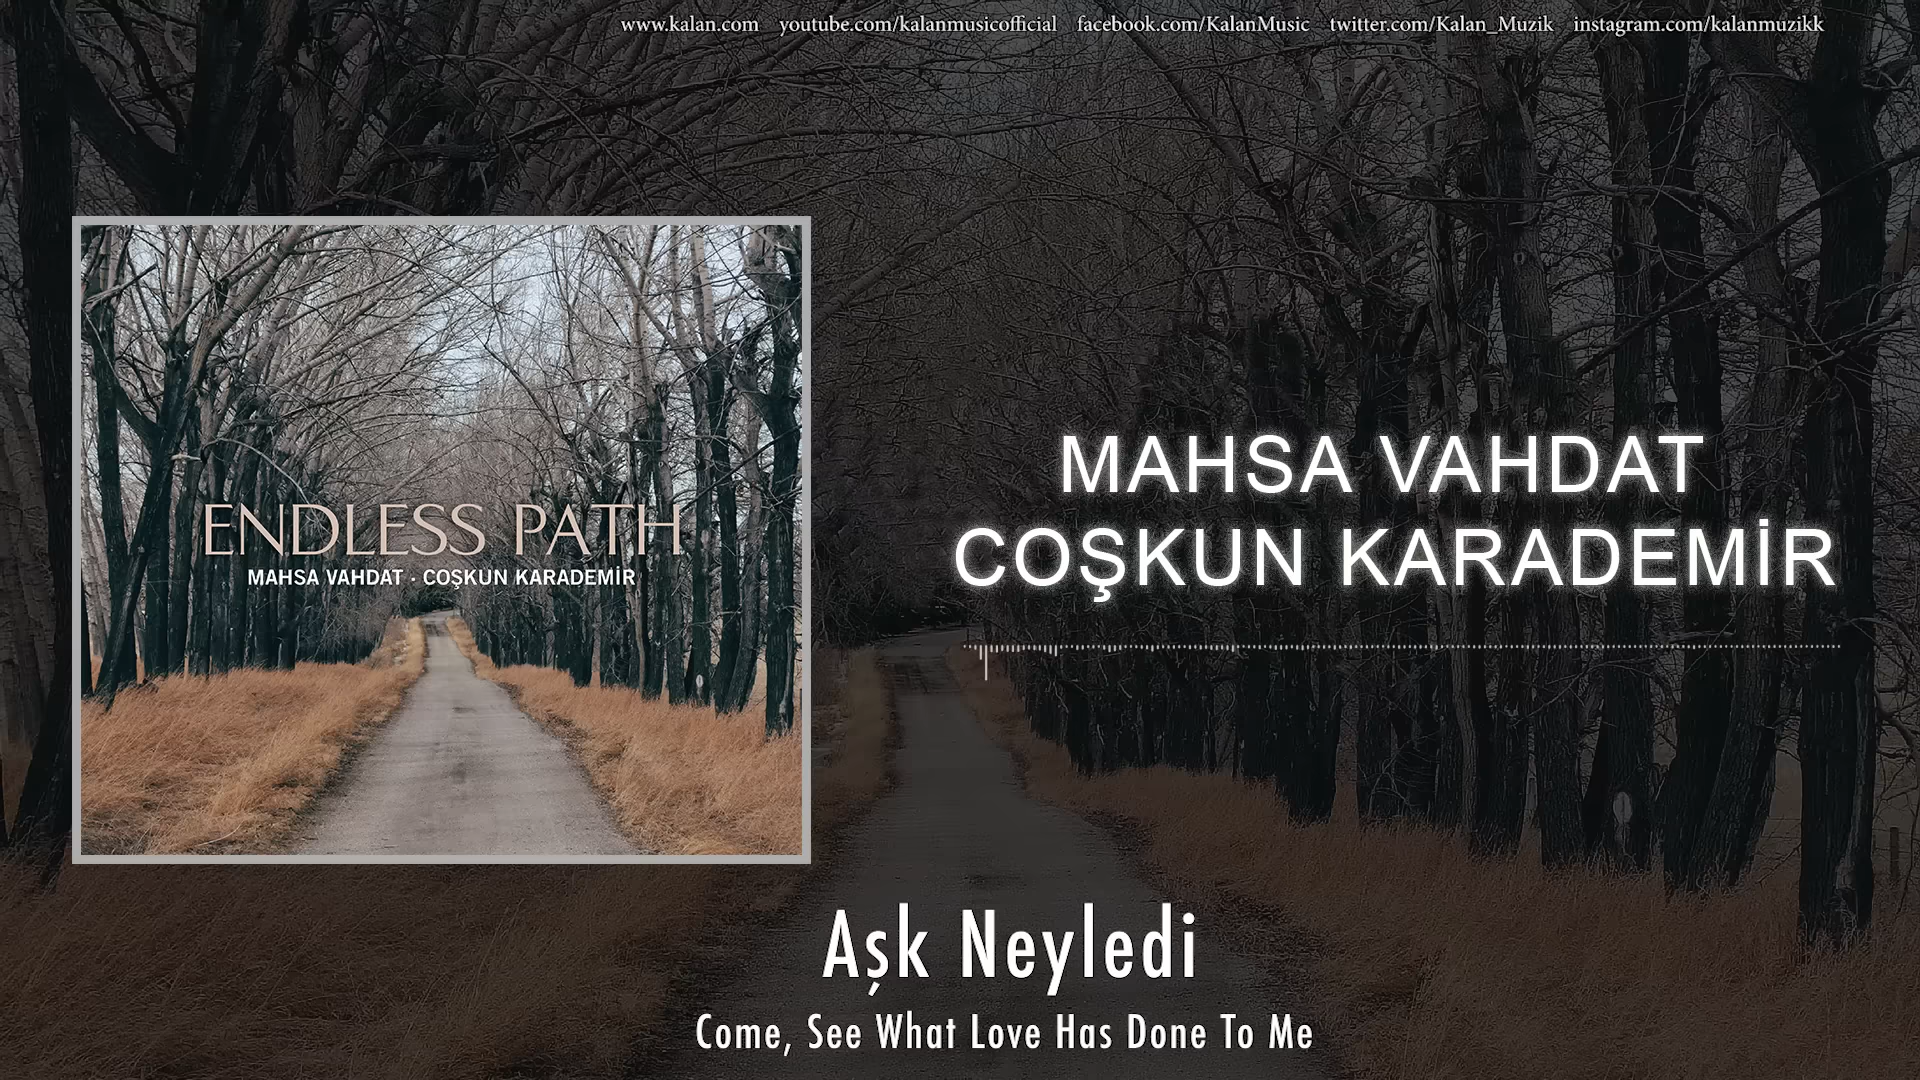 www.kalan.com youtube.com/kalanmusicofficial facebook.com/KalanMusic twitter.com/Kalan_Muzik instagram.com/kalanmuzikk
ENDLESS PATH
MAHSA VAHDAT · COŞKUN KARADEMİR
MAHSA VAHDAT
COŞKUN KARADEMİR
Aşk Neyledi
Come, See What Love Has Done To Me